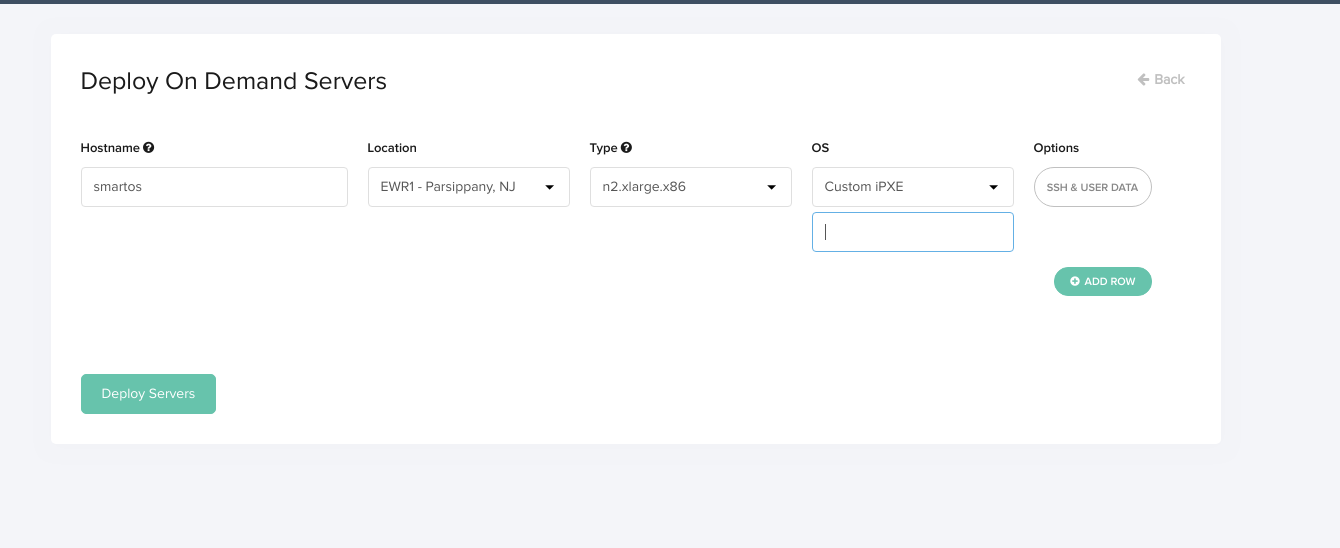 Deploy On Demand Servers
Back
Hostname
Location
Type
OS
Options
smartos
EWR1 - Parsippany, NJ
n2.xlarge.x86
Custom iPXE
SSH & USER DATA
ADD ROW
Deploy Servers